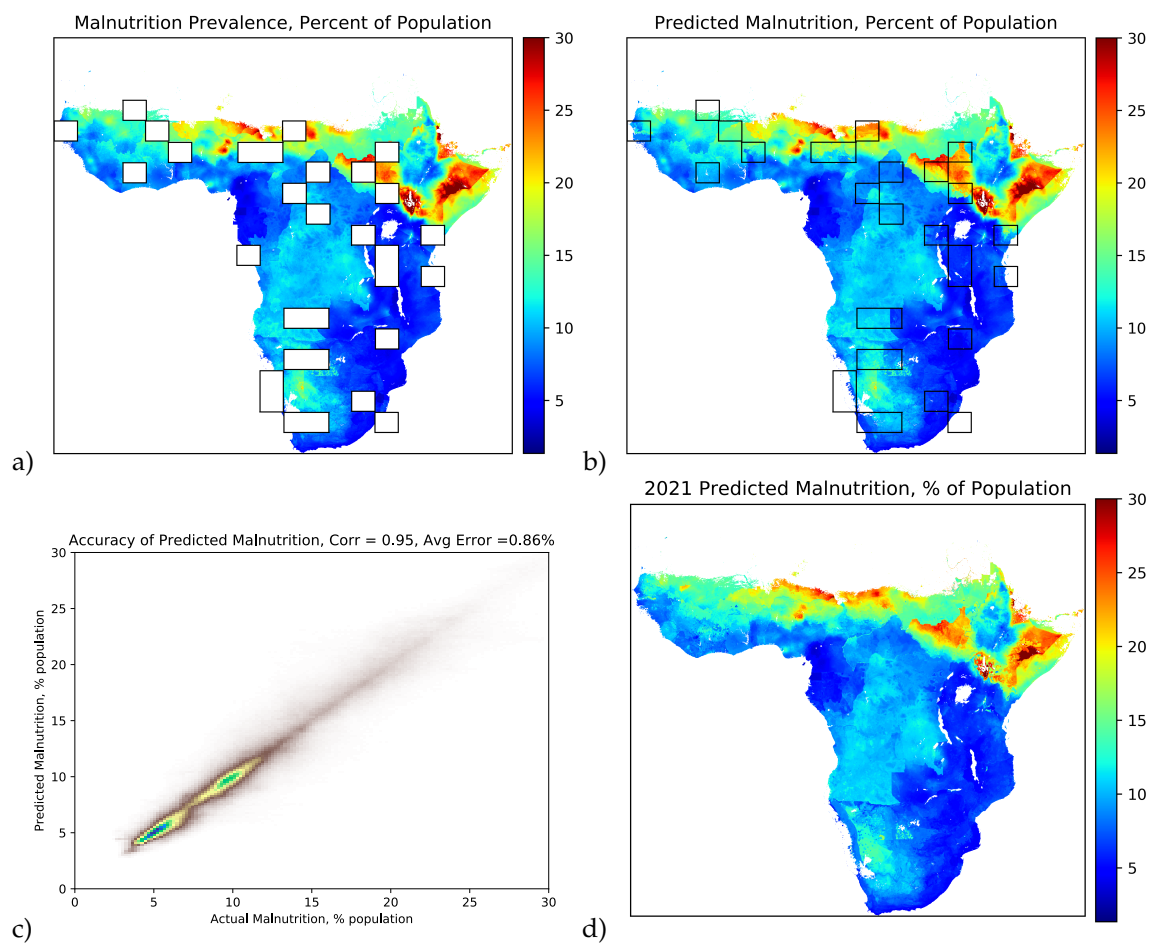 Malnutrition Prevalence, Percent of Population
30
25
20
15
10
5
a)
Predicted Malnutrition, Percent of Population
30
25
20
15
10
5
b)
Accuracy of Predicted Malnutrition, Corr = 0.95, Avg Error =0.86%
30
25
20
15
10
5
0
Predicted Malnutrition, % population
0 5 10 15 20 25 30
Actual Malnutrition, % population
c)
2021 Predicted Malnutrition, % of Population
30
25
20
15
10
5
d)